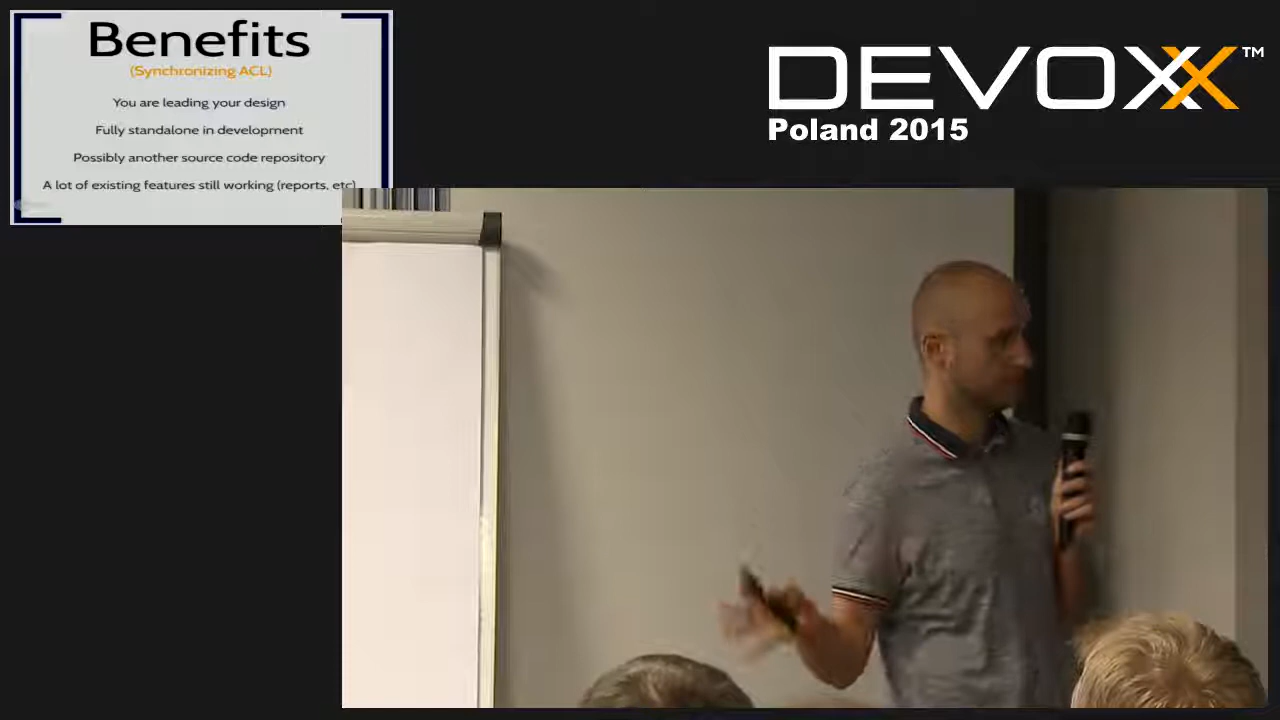 Benefits
(Synchronizing ACL)
You are leading your design
Fully standalone in development
Possibly another source code repository
A lot of existing features still working (reports, etc)
DEVOXX™
Poland 2015